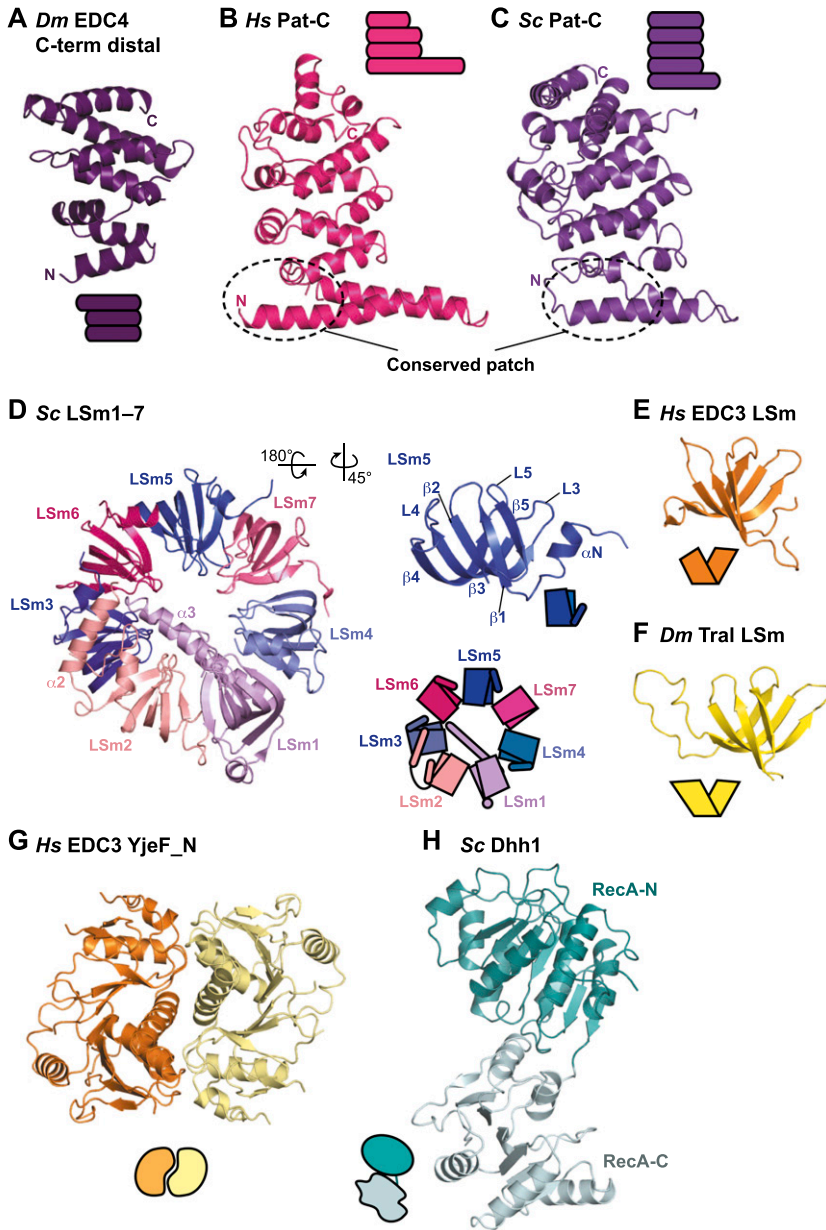 A Dm EDC4
C-term distal
C
N
B Hs Pat-C
C
N
C Sc Pat-C
C
N
Conserved patch
D Sc LSm1–7
180°
45°
LSm5
LSm6
LSm7
LSm3
α3
LSm4
α2
LSm2
LSm1
LSm5
L5
β2
L3
β5
L4
αN
β4
β3
β1
LSm5
LSm6
LSm7
LSm3
LSm4
LSm2
LSm1
E Hs EDC3 LSm
F Dm Tral LSm
G Hs EDC3 YjeF_N
H Sc Dhh1
RecA-N
RecA-C